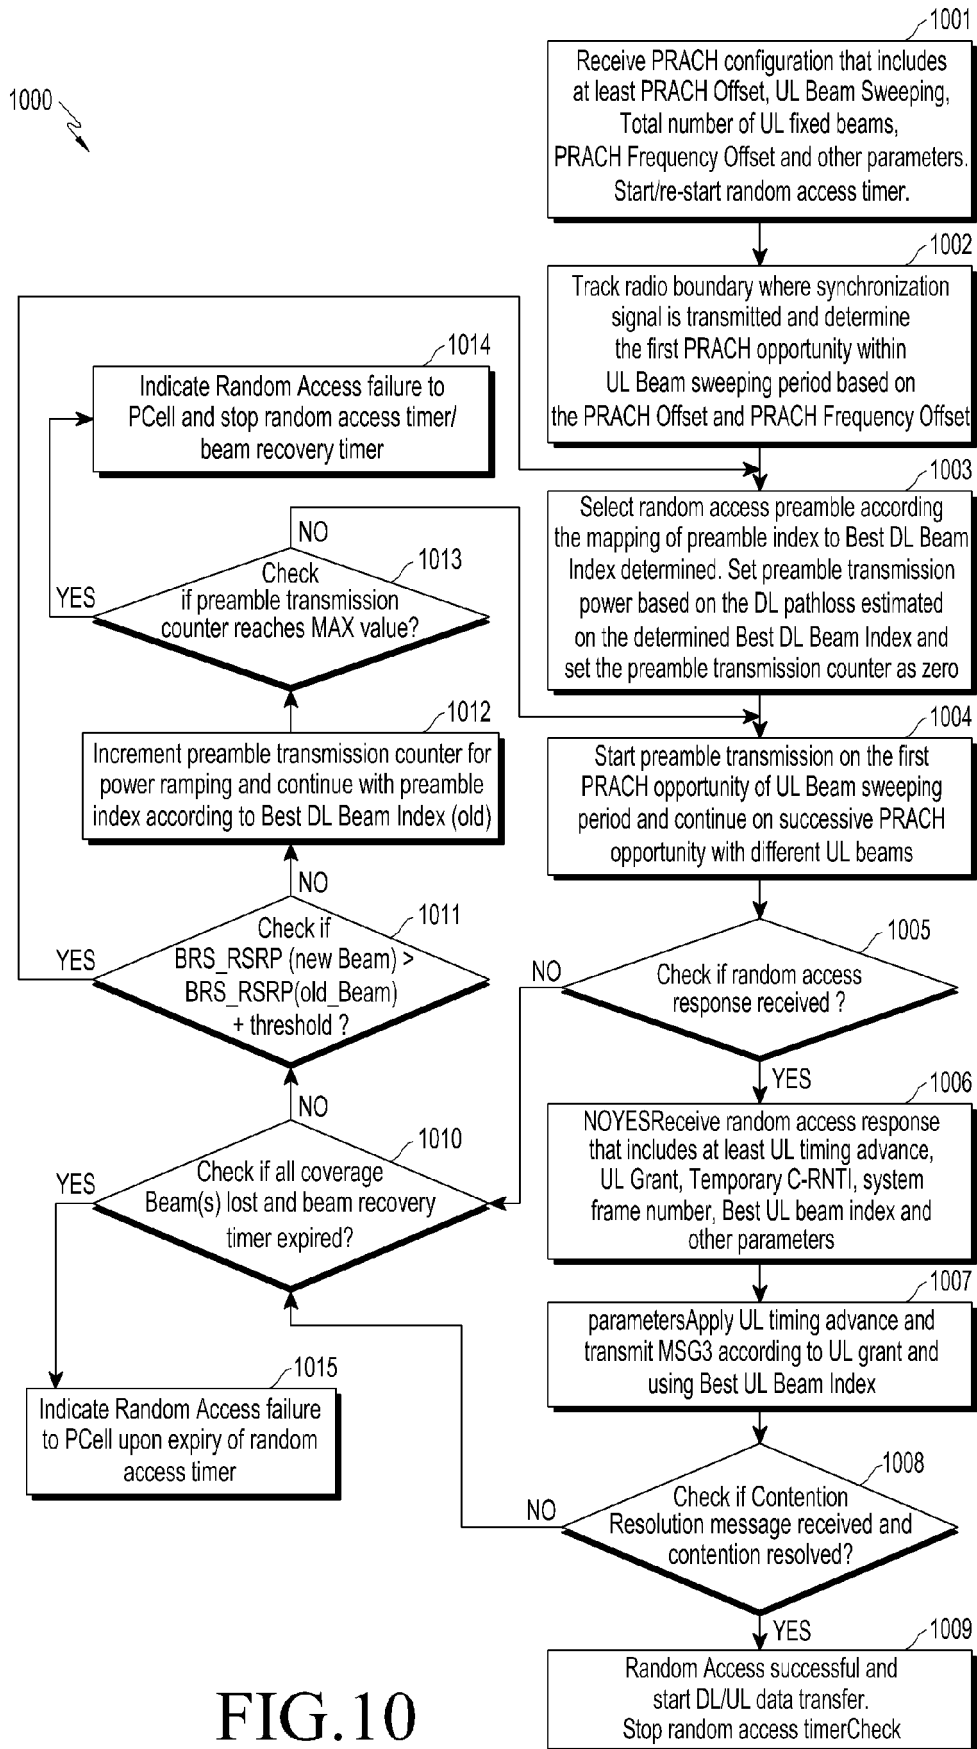 1000
1001
Receive PRACH configuration that includes
at least PRACH Offset, UL Beam Sweeping,
Total number of UL fixed beams,
PRACH Frequency Offset and other parameters.
Start/re-start random access timer.
1002
Track radio boundary where synchronization
signal is transmitted and determine
the first PRACH opportunity within
UL Beam sweeping period based on
the PRACH Offset and PRACH Frequency Offset
1003
Select random access preamble according
the mapping of preamble index to Best DL Beam
Index determined. Set preamble transmission
power based on the DL pathloss estimated
on the determined Best DL Beam Index and
set the preamble transmission counter as zero
1004
Start preamble transmission on the first
PRACH opportunity of UL Beam sweeping
period and continue on successive PRACH
opportunity with different UL beams
1005
Check if random access
response received ?
NO
YES
1006
NOYESReceive random access response
that includes at least UL timing advance,
UL Grant, Temporary C-RNTI, system
frame number, Best UL beam index and
other parameters
1007
parametersApply UL timing advance and
transmit MSG3 according to UL grant and
using Best UL Beam Index
1008
Check if Contention
Resolution message received and
contention resolved?
NO
YES
1009
Random Access successful and
start DL/UL data transfer.
Stop random access timerCheck
1014
Indicate Random Access failure to
PCell and stop random access timer/
beam recovery timer
NO
1013
YES
Check
if preamble transmission
counter reaches MAX value?
1012
Increment preamble transmission counter for
power ramping and continue with preamble
index according to Best DL Beam Index (old)
NO
1011
YES
Check if
BRS_RSRP (new Beam) >
BRS_RSRP(old_Beam)
+ threshold ?
NO
1010
YES
Check if all coverage
Beam(s) lost and beam recovery
timer expired?
1015
Indicate Random Access failure
to PCell upon expiry of random
access timer
FIG.10